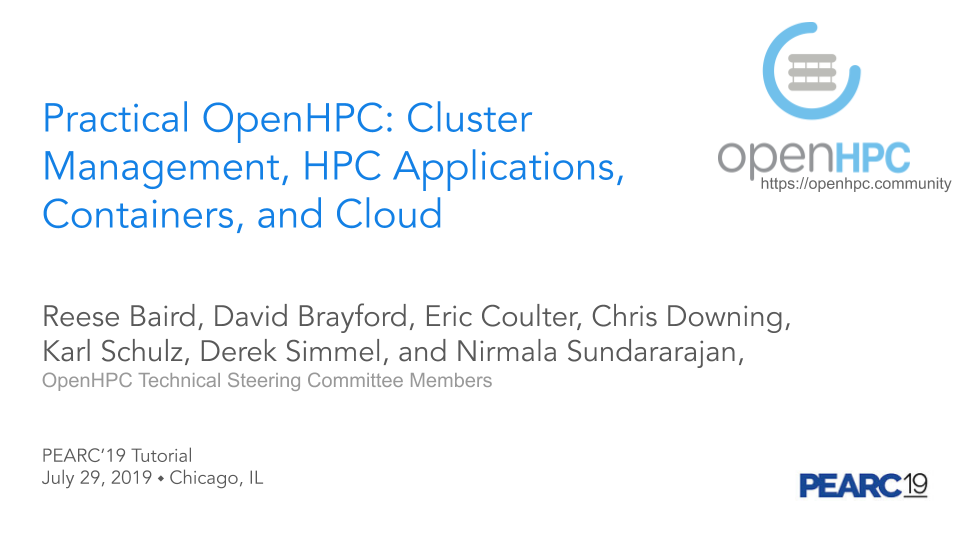 Practical OpenHPC: Cluster
Management, HPC Applications,
Containers, and Cloud
openHPC
https://openhpc.community
Reese Baird, David Brayford, Eric Coulter, Chris Downing,
Karl Schulz, Derek Simmel, and Nirmala Sundararajan,
OpenHPC Technical Steering Committee Members
PEARC’19 Tutorial
July 29, 2019 • Chicago, IL
PEARC19